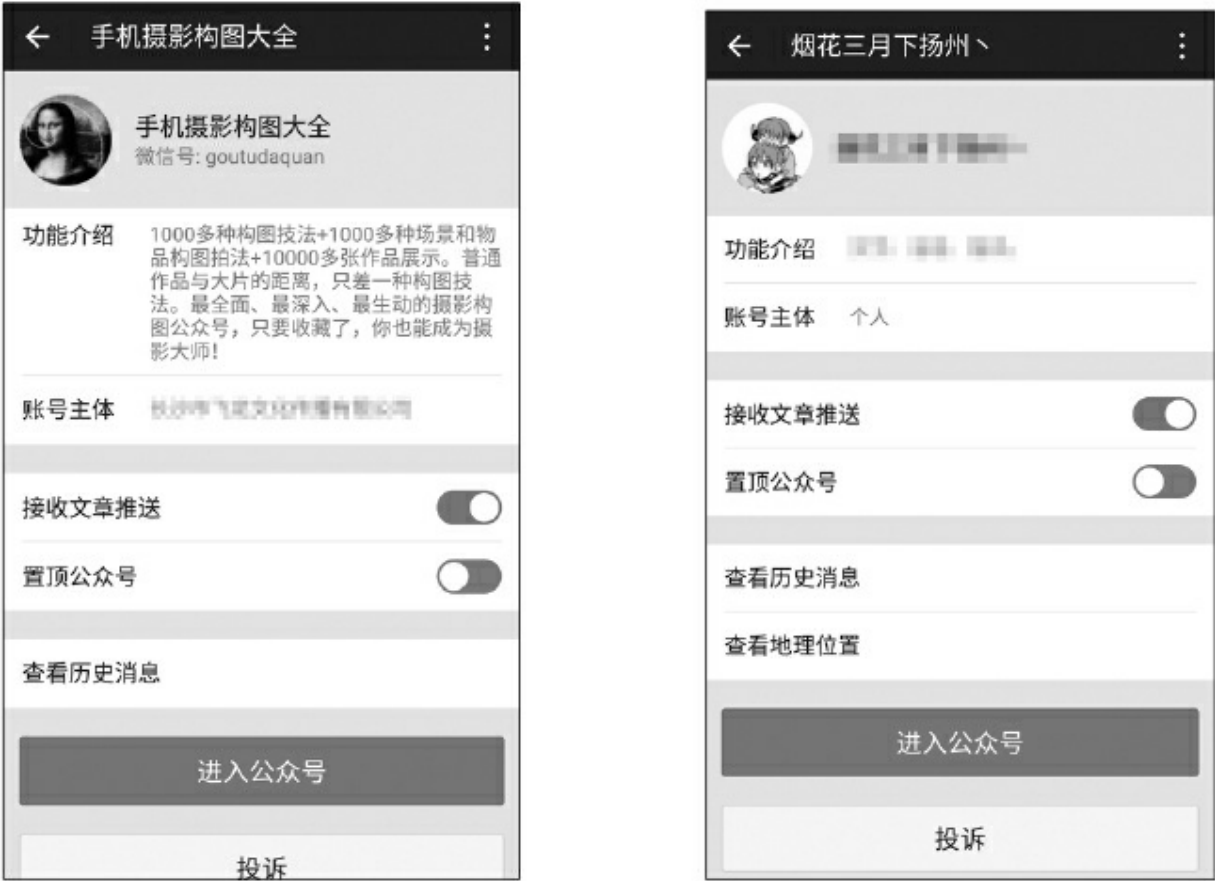 手机摄影构图大全
手机摄影构图大全
微信号: goutudaquan
功能介绍
1000多种构图技法+1000多种场景和物
品构图拍法+10000多张作品展示。普通
作品与大片的距离，只差一种构图技
法。最全面、最深入、最生动的摄影构
图公众号，只要收藏了，你也能成为摄
影大师！
账号主体
接收文章推送
置顶公众号
查看历史消息
进入公众号
投诉
烟花三月下扬州丶
功能介绍
账号主体 个人
接收文章推送
置顶公众号
查看历史消息
查看地理位置
进入公众号
投诉